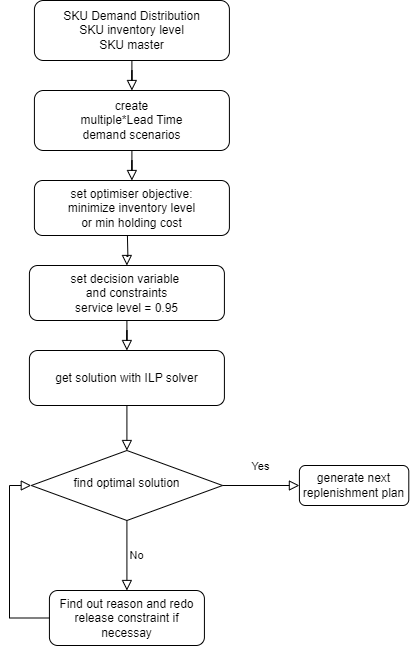 SKU Demand Distribution
SKU inventory level
SKU master
create
multiple*Lead Time
demand scenarios
set optimiser objective:
minimize inventory level
or min holding cost
set decision variable
and constraints
service level = 0.95
get solution with ILP solver
find optimal solution
Yes
generate next
replenishment plan
No
Find out reason and redo
release constraint if
necessay